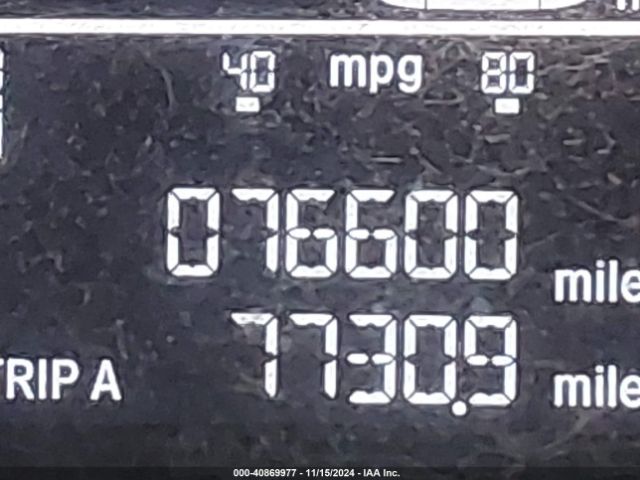 40 mpg 80
076600 mile
TRIP A 7730.9 mile
000-40869977 - 11/15/2024 - IAA Inc.